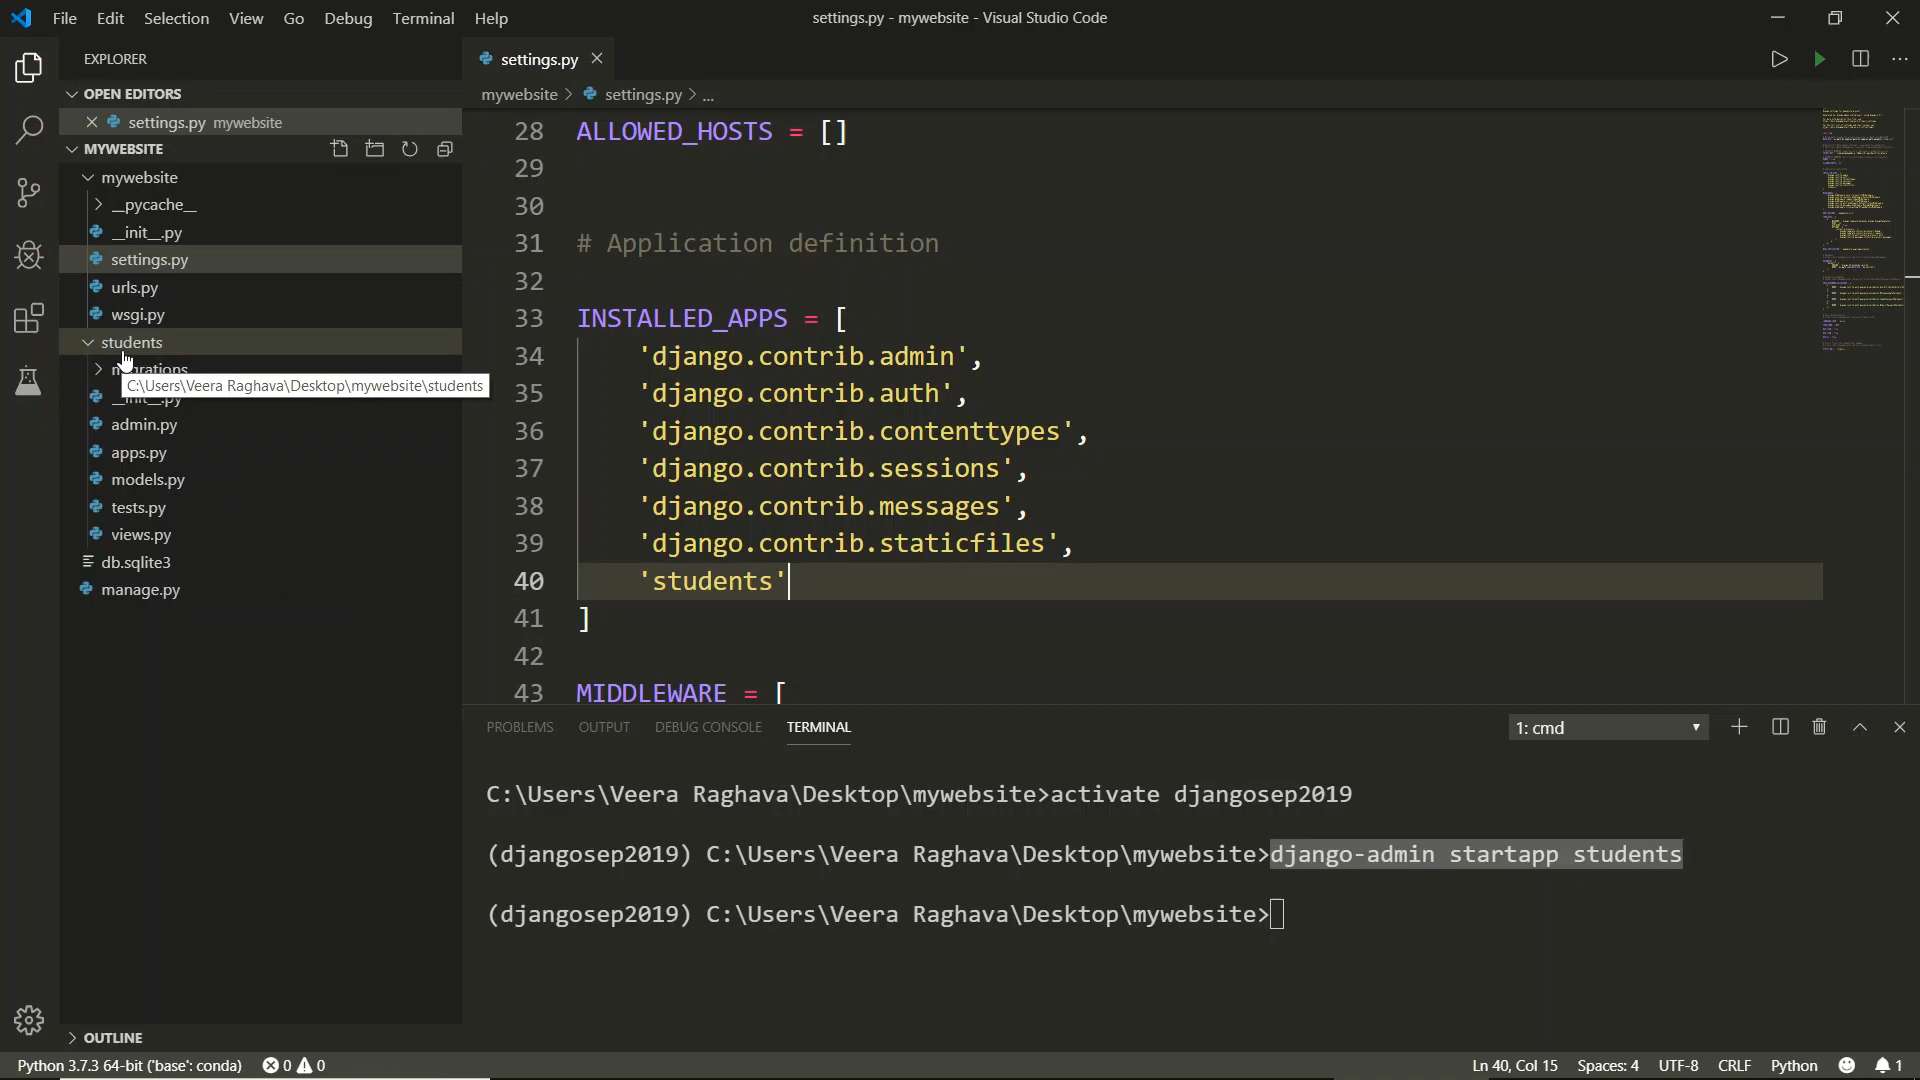 File Edit Selection View Go Debug Terminal Help
settings.py - mywebsite - Visual Studio Code
EXPLORER
OPEN EDITORS
settings.py mywebsite
MYWEBSITE
mywebsite
__pycache__
__init__.py
settings.py
urls.py
wsgi.py
students
migrations
C:\Users\Veera Raghava\Desktop\mywebsite\students
__init__.py
admin.py
apps.py
models.py
tests.py
views.py
db.sqlite3
manage.py
OUTLINE
settings.py
mywebsite > settings.py > ...
28 ALLOWED_HOSTS = []
29
30
31 # Application definition
32
33 INSTALLED_APPS = [
34 'django.contrib.admin',
35 'django.contrib.auth',
36 'django.contrib.contenttypes',
37 'django.contrib.sessions',
38 'django.contrib.messages',
39 'django.contrib.staticfiles',
40 'students'
41 ]
42
43 MIDDLEWARE = [
PROBLEMS OUTPUT DEBUG CONSOLE TERMINAL
1: cmd
C:\Users\Veera Raghava\Desktop\mywebsite>activate djangosep2019
(djangosep2019) C:\Users\Veera Raghava\Desktop\mywebsite>django-admin startapp students
(djangosep2019) C:\Users\Veera Raghava\Desktop\mywebsite>
Python 3.7.3 64-bit ('base': conda) 0 0
Ln 40, Col 15 Spaces: 4 UTF-8 CRLF Python 1